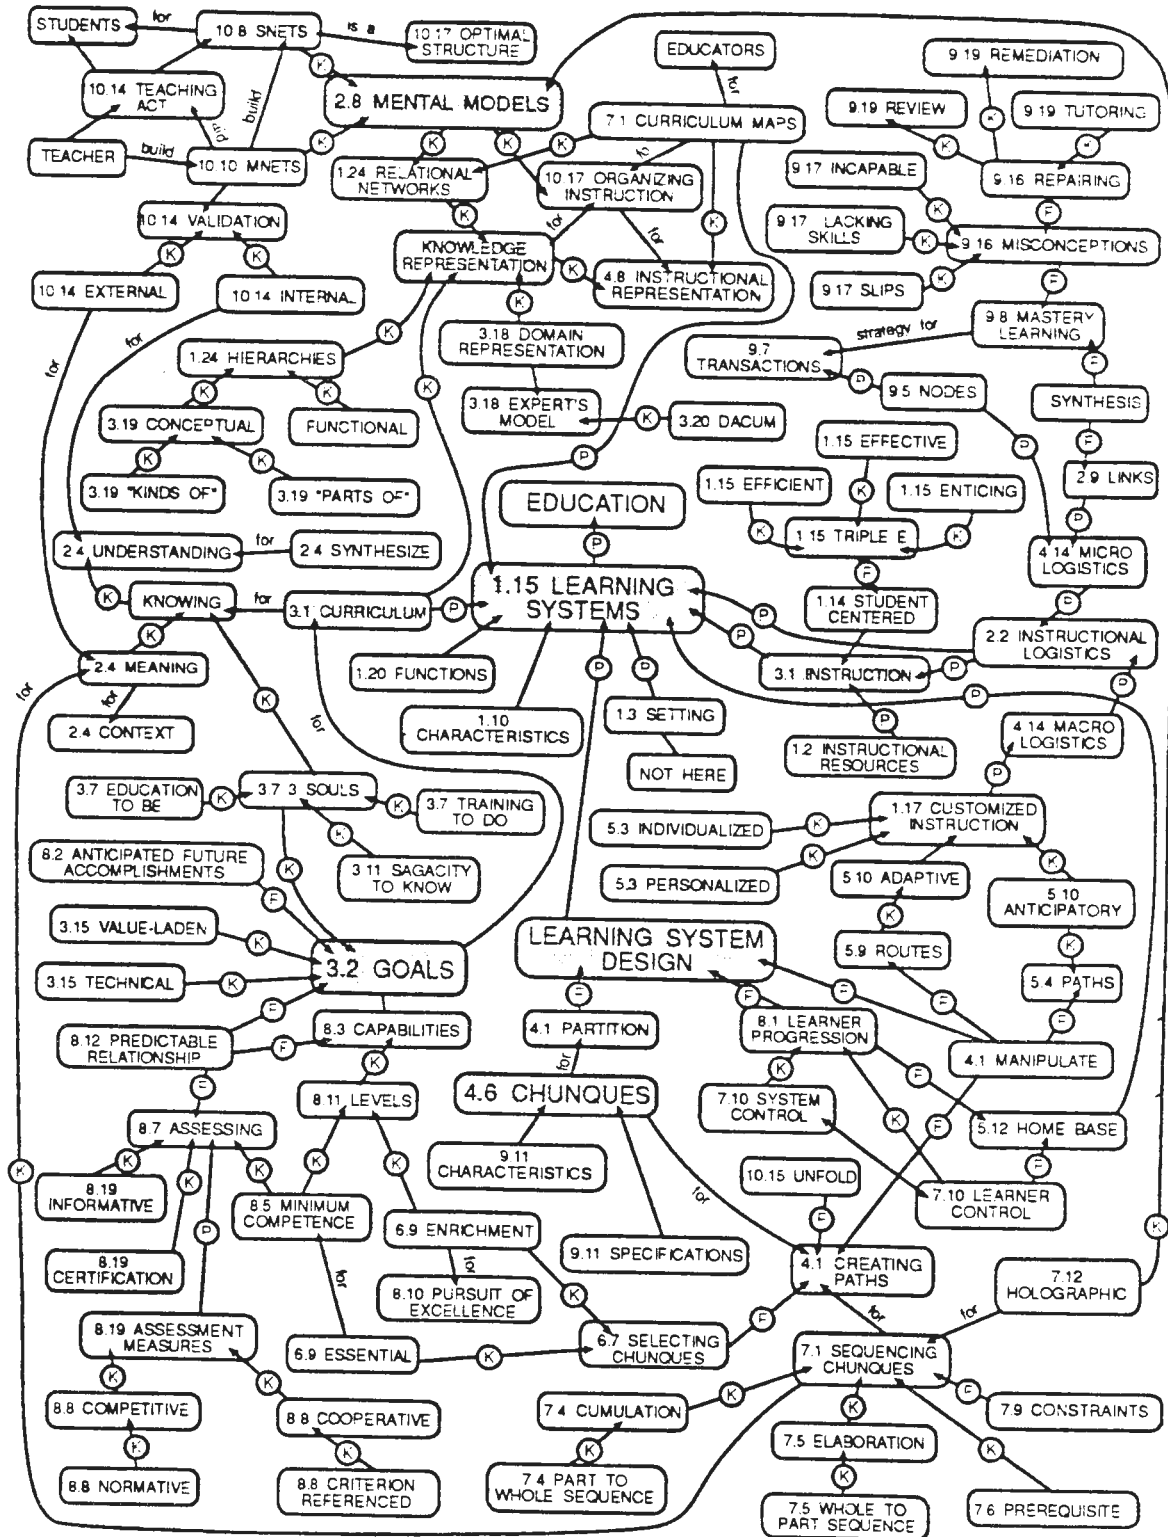 STUDENTS
for
10.8 SNETS
is a
10.17 OPTIMAL
STRUCTURE
EDUCATORS
9.19 REMEDIATION
10.14 TEACHING
ACT
build
K
2.8 MENTAL MODELS
for
7.1 CURRICULUM MAPS
9.19 REVIEW
9.19 TUTORING
K
K
K
TEACHER
build
10.10 MNETS
K
K
K
K
for
1.24 RELATIONAL
NETWORKS
10.17 ORGANIZING
INSTRUCTION
9.17 INCAPABLE
9.16 REPAIRING
K
F
10.14 VALIDATION
K
for
for
K
9.17 LACKING
SKILLS
K
9.16 MISCONCEPTIONS
K
K
KNOWLEDGE
REPRESENTATION
K
4.8 INSTRUCTIONAL
REPRESENTATION
9.17 SLIPS
K
F
10.14 EXTERNAL
10.14 INTERNAL
K
K
strategy for
9.8 MASTERY
LEARNING
for
for
1.24 HIERARCHIES
3.18 DOMAIN
REPRESENTATION
9.7
TRANSACTIONS
P
F
K
K
K
3.18 EXPERT'S
MODEL
K
3.20 DACUM
9.5 NODES
SYNTHESIS
3.19 CONCEPTUAL
FUNCTIONAL
1.15 EFFECTIVE
P
F
K
K
P
1.15 EFFICIENT
K
1.15 ENTICING
2.9 LINKS
3.19 "KINDS OF"
3.19 "PARTS OF"
EDUCATION
K
1.15 TRIPLE E
K
P
2.4 UNDERSTANDING
for
2.4 SYNTHESIZE
P
F
4.14 MICRO
LOGISTICS
K
KNOWING
for
3.1 CURRICULUM
P
1.15 LEARNING
SYSTEMS
1.14 STUDENT
CENTERED
P
K
P
P
2.2 INSTRUCTIONAL
LOGISTICS
2.4 MEANING
1.20 FUNCTIONS
P
P
3.1 INSTRUCTION
P
for
for
K
for
1.10
CHARACTERISTICS
1.3 SETTING
P
P
P
2.4 CONTEXT
NOT HERE
1.2 INSTRUCTIONAL
RESOURCES
4.14 MACRO
LOGISTICS
3.7 EDUCATION
TO BE
K
3.7 3 SOULS
K
3.7 TRAINING
TO DO
P
5.3 INDIVIDUALIZED
K
1.17 CUSTOMIZED
INSTRUCTION
8.2 ANTICIPATED FUTURE
ACCOMPLISHMENTS
K
K
3.11 SAGACITY
TO KNOW
5.3 PERSONALIZED
K
5.10 ADAPTIVE
K
5.10
ANTICIPATORY
F
3.15 VALUE-LADEN
K
3.2 GOALS
LEARNING SYSTEM
DESIGN
K
5.9 ROUTES
K
3.15 TECHNICAL
K
5.4 PATHS
F
F
F
F
F
F
8.12 PREDICTABLE
RELATIONSHIP
F
8.3 CAPABILITIES
4.1 PARTITION
8.1 LEARNER
PROGRESSION
4.1 MANIPULATE
F
K
for
K
F
8.11 LEVELS
4.6 CHUNQUES
7.10 SYSTEM
CONTROL
K
F
5.12 HOME BASE
8.7 ASSESSING
K
K
K
K
K
9.11
CHARACTERISTICS
10.15 UNFOLD
F
K
8.19
INFORMATIVE
P
8.5 MINIMUM
COMPETENCE
for
F
7.10 LEARNER
CONTROL
K
6.9 ENRICHMENT
9.11 SPECIFICATIONS
8.19
CERTIFICATION
for
for
K
8.10 PURSUIT OF
EXCELLENCE
4.1 CREATING
PATHS
7.12
HOLOGRAPHIC
8.19 ASSESSMENT
MEASURES
6.9 ESSENTIAL
K
6.7 SELECTING
CHUNQUES
F
for
for
7.1 SEQUENCING
CHUNQUES
K
K
F
8.8 COMPETITIVE
8.8 COOPERATIVE
7.4 CUMULATION
K
K
7.9 CONSTRAINTS
K
K
K
7.5 ELABORATION
K
8.8 NORMATIVE
8.8 CRITERION
REFERENCED
7.4 PART TO
WHOLE SEQUENCE
K
7.5 WHOLE TO
PART SEQUENCE
7.6 PREREQUISITE